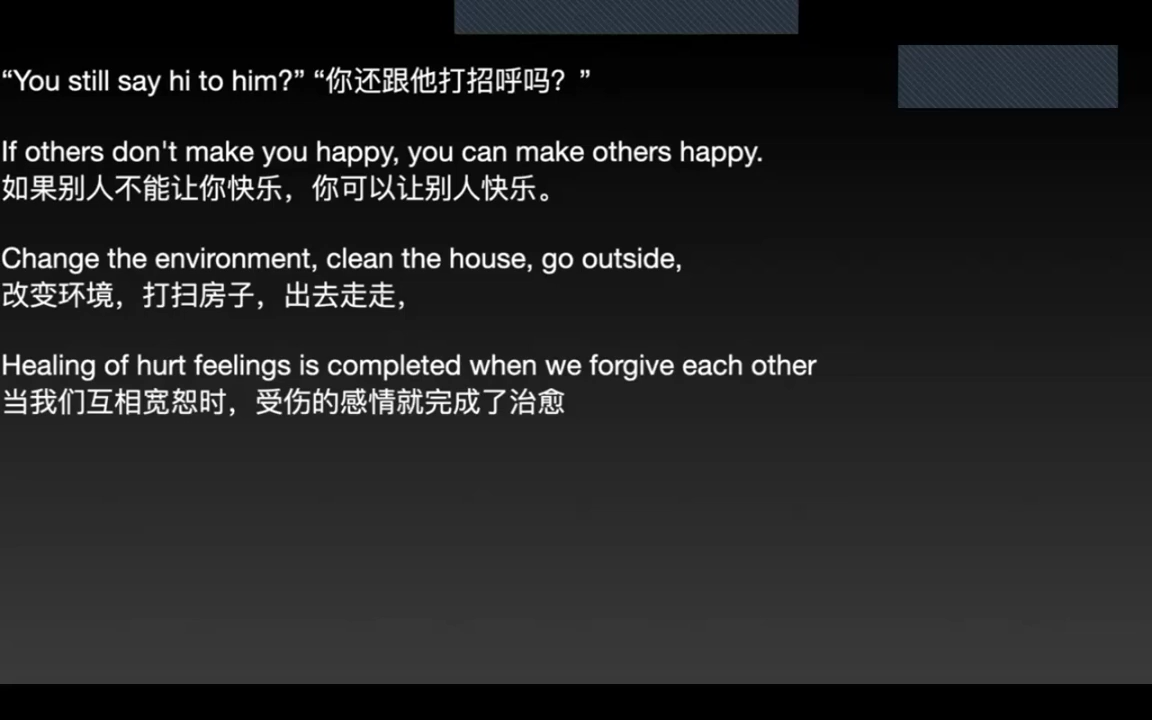 “You still say hi to him?” “你还跟他打招呼吗？”
If others don't make you happy, you can make others happy.
如果别人不能让你快乐，你可以让别人快乐。
Change the environment, clean the house, go outside,
改变环境，打扫房子，出去走走，
Healing of hurt feelings is completed when we forgive each other
当我们互相宽恕时，受伤的感情就完成了治愈